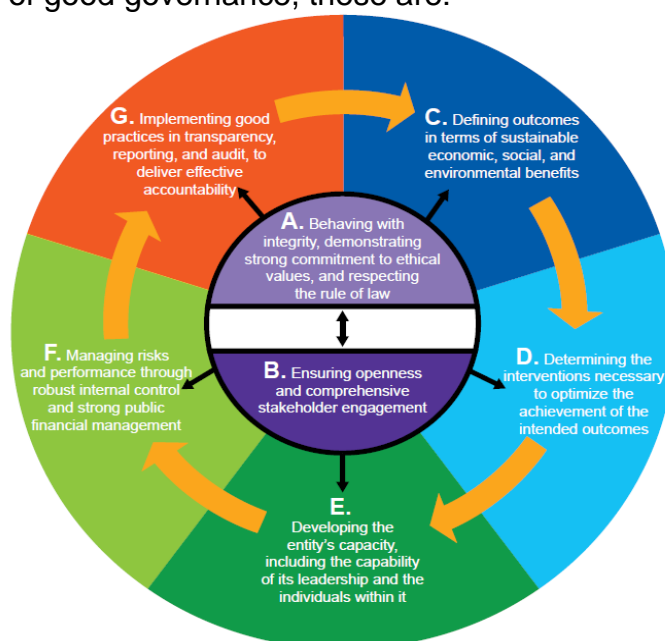 of good governance, these are:
G. Implementing good
practices in transparency,
reporting, and audit, to
deliver effective
accountability
C. Defining outcomes
in terms of sustainable
economic, social, and
environmental benefits
A. Behaving with
integrity, demonstrating
strong commitment to ethical
values, and respecting
the rule of law
F. Managing risks
and performance through
robust internal control
and strong public
financial management
B. Ensuring openness
and comprehensive
stakeholder engagement
D. Determining the
interventions necessary
to optimize the
achievement of the
intended outcomes
E.
Developing the
entity's capacity,
including the capability
of its leadership and the
individuals within it